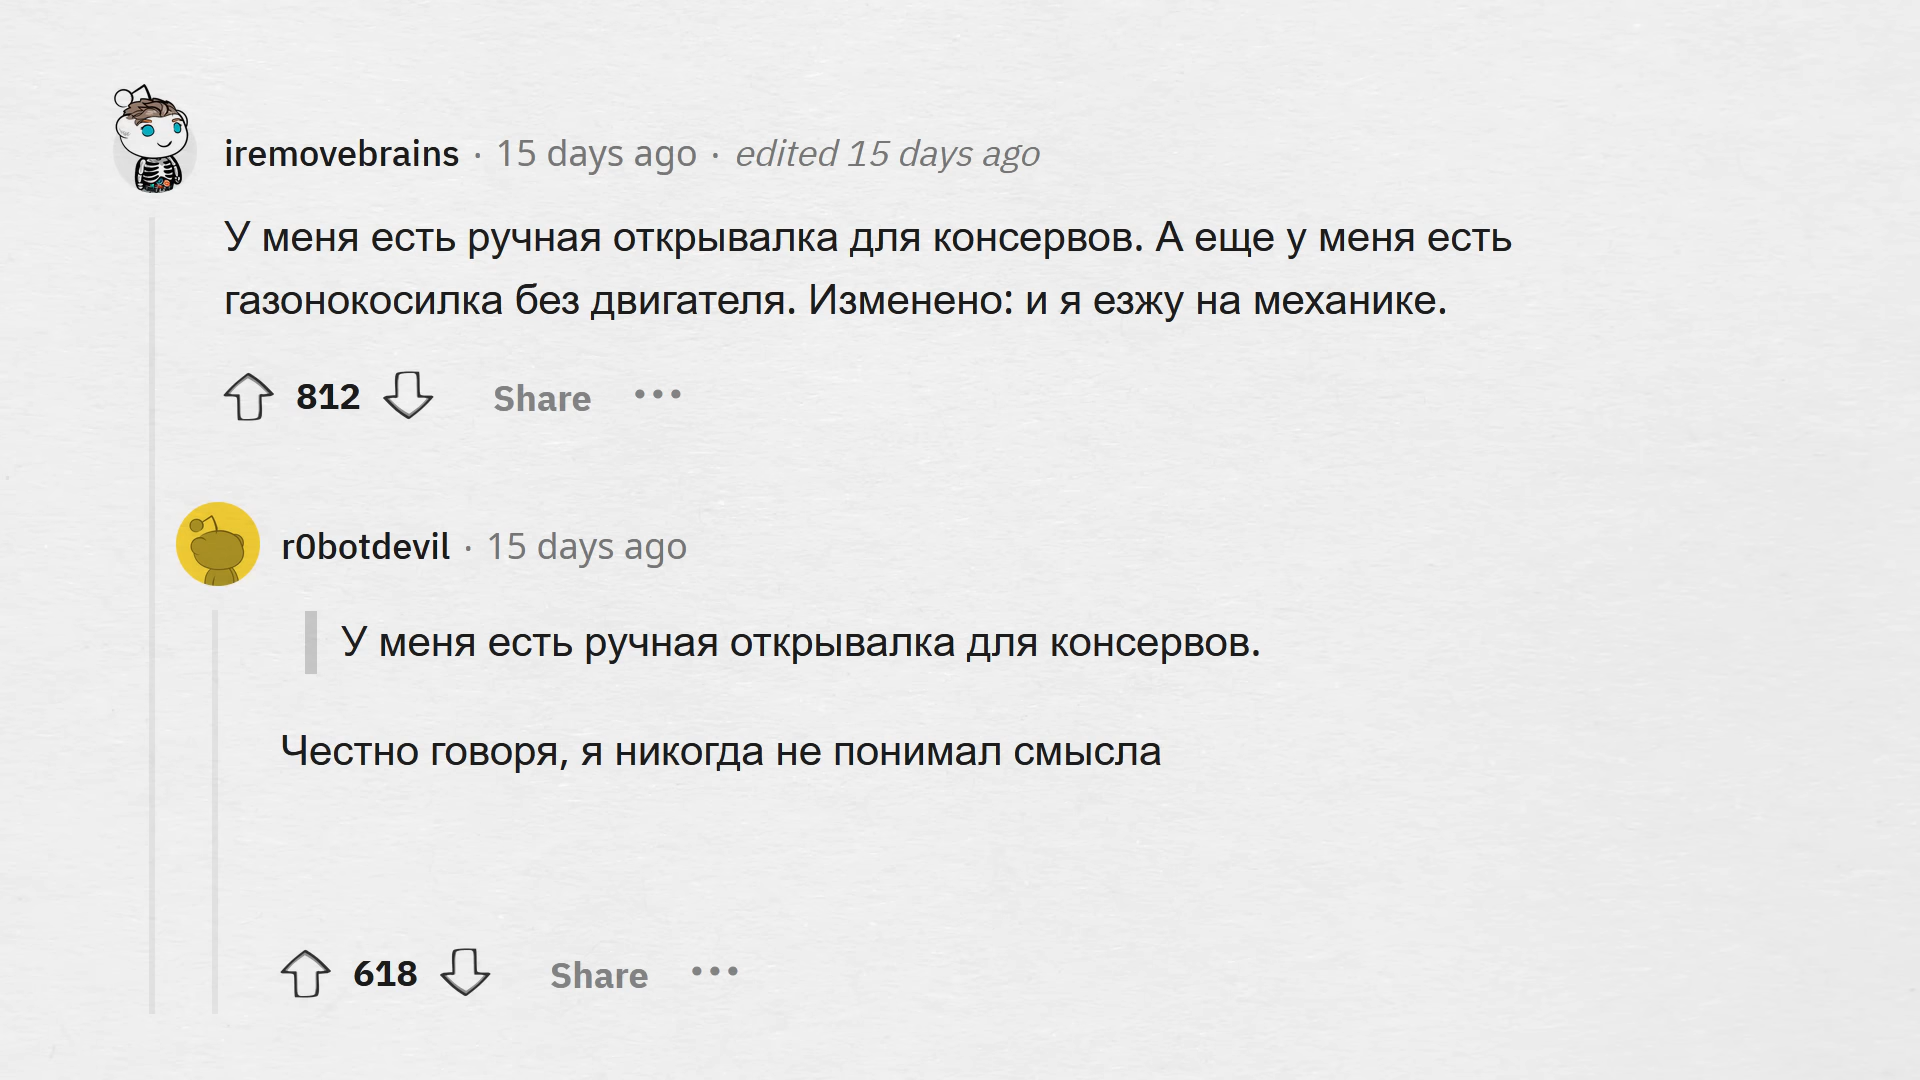 iremovebrains · 15 days ago · edited 15 days ago
У меня есть ручная открывалка для консервов. А еще у меня есть
газонокосилка без двигателя. Изменено: и я езжу на механике.
812 Share •••
r0botdevil · 15 days ago
У меня есть ручная открывалка для консервов.
Честно говоря, я никогда не понимал смысла
618 Share •••